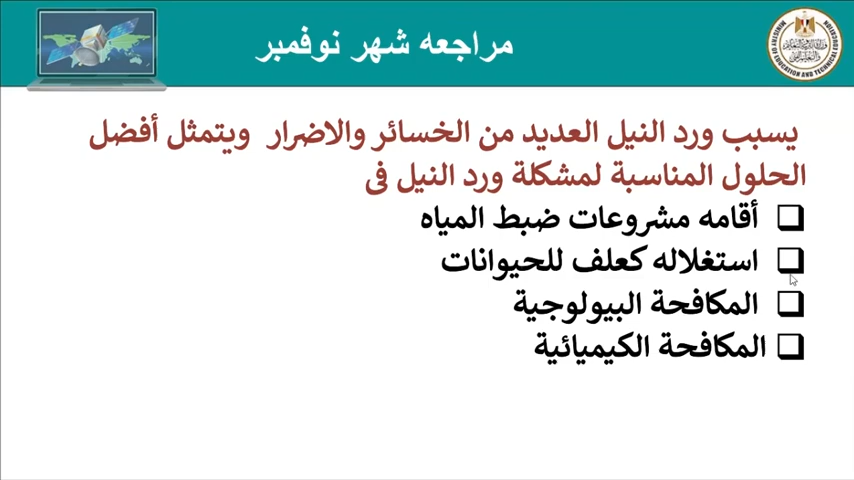 مراجعه شهر نوفمبر
يسبب ورد النيل العديد من الخسائر والاضرار ويتمثل أفضل
الحلول المناسبة لمشكلة ورد النيل فى
أقامه مشروعات ضبط المياه
استغلاله كعلف للحيوانات
المكافحة البيولوجية
المكافحة الكيميائية